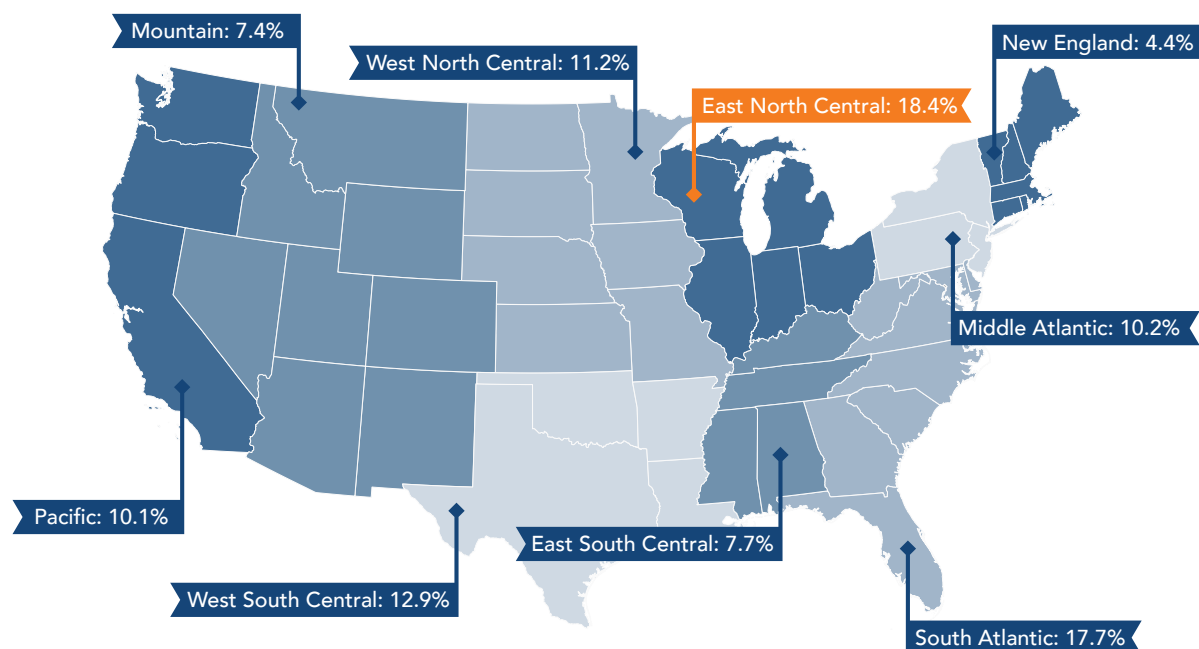 Mountain: 7.4%
New England: 4.4%
West North Central: 11.2%
East North Central: 18.4%
Middle Atlantic: 10.2%
Pacific: 10.1%
East South Central: 7.7%
West South Central: 12.9%
South Atlantic: 17.7%